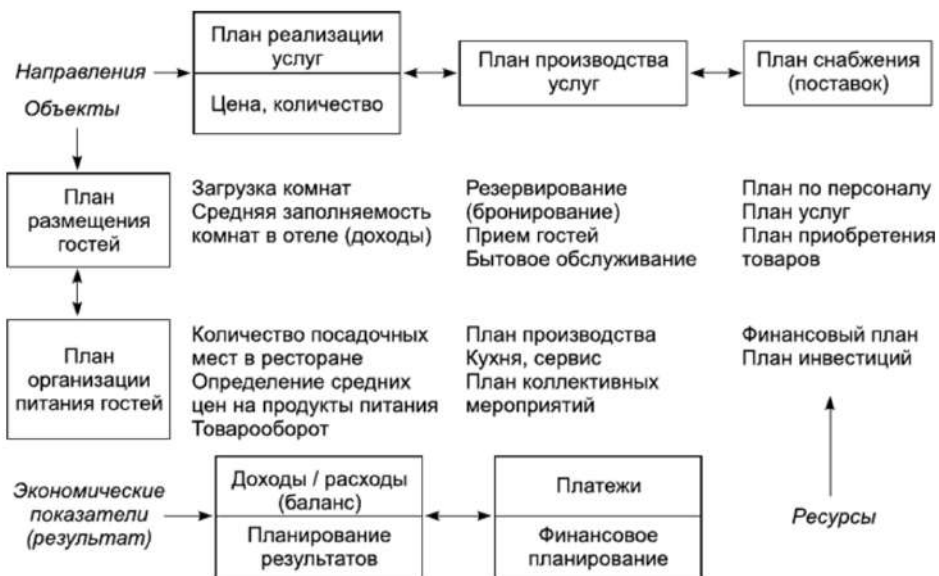 План реализации
услуг
Цена, количество
План производства
услуг
План снабжения
(поставок)
Направления
Объекты
План
размещения
гостей
Загрузка комнат
Средняя заполняемость
комнат в отеле (доходы)
Резервирование
(бронирование)
Прием гостей
Бытовое обслуживание
План по персоналу
План услуг
План приобретения
товаров
План
организации
питания гостей
Количество посадочных
мест в ресторане
Определение средних
цен на продукты питания
Товарооборот
План производства
Кухня, сервис
План коллективных
мероприятий
Финансовый план
План инвестиций
Экономические
показатели
(результат)
Доходы / расходы
(баланс)
Планирование
результатов
Платежи
Финансовое
планирование
Ресурсы